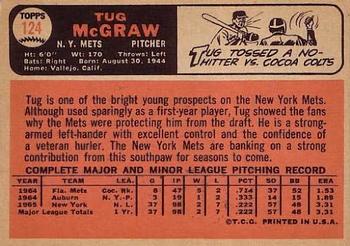 TOPPS
124
TUG
McGRAW
N. Y. METS PITCHER
Ht: 6'0" Wt: 170 Throws: Left
Bats: Right Born: August 30, 1944
Home: Vallejo, Calif.
TUG TOSSED A NO-
HITTER VS. COCOA COLTS
Tug is one of the bright young prospects on the New York Mets.
Although used sparingly as a first-year player, Tug showed the fans
why the Mets were protecting him from the draft. He is a strong-
armed left-hander with excellent control and the confidence of
a veteran hurler. The New York Mets are banking on a strong
contribution from this southpaw for seasons to come.
COMPLETE MAJOR AND MINOR LEAGUE PITCHING RECORD
YEAR TEAM LEA. G IP W L PCT. SO BB ERA
1964 Fla. Mets Coc. Rk. 8 47 5 2 .714 37 32 1.53
1964 Auburn N.Y.-P. 3 19 1 2 .333 14 15 1.89
1965 New York N.L. 37 98 2 7 .222 57 48 3.31
Major League Totals 1 Yr. 37 98 2 7 .222 57 48 3.31
©T.C.G. PRINTED IN U.S.A.